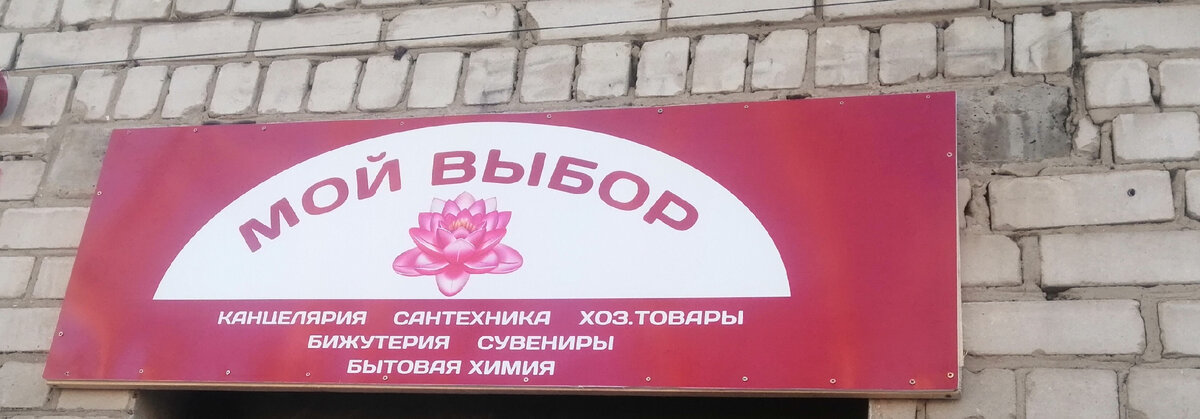 МОЙ ВЫБОР
КАНЦЕЛЯРИЯ САНТЕХНИКА ХОЗ.ТОВАРЫ
БИЖУТЕРИЯ СУВЕНИРЫ
БЫТОВАЯ ХИМИЯ